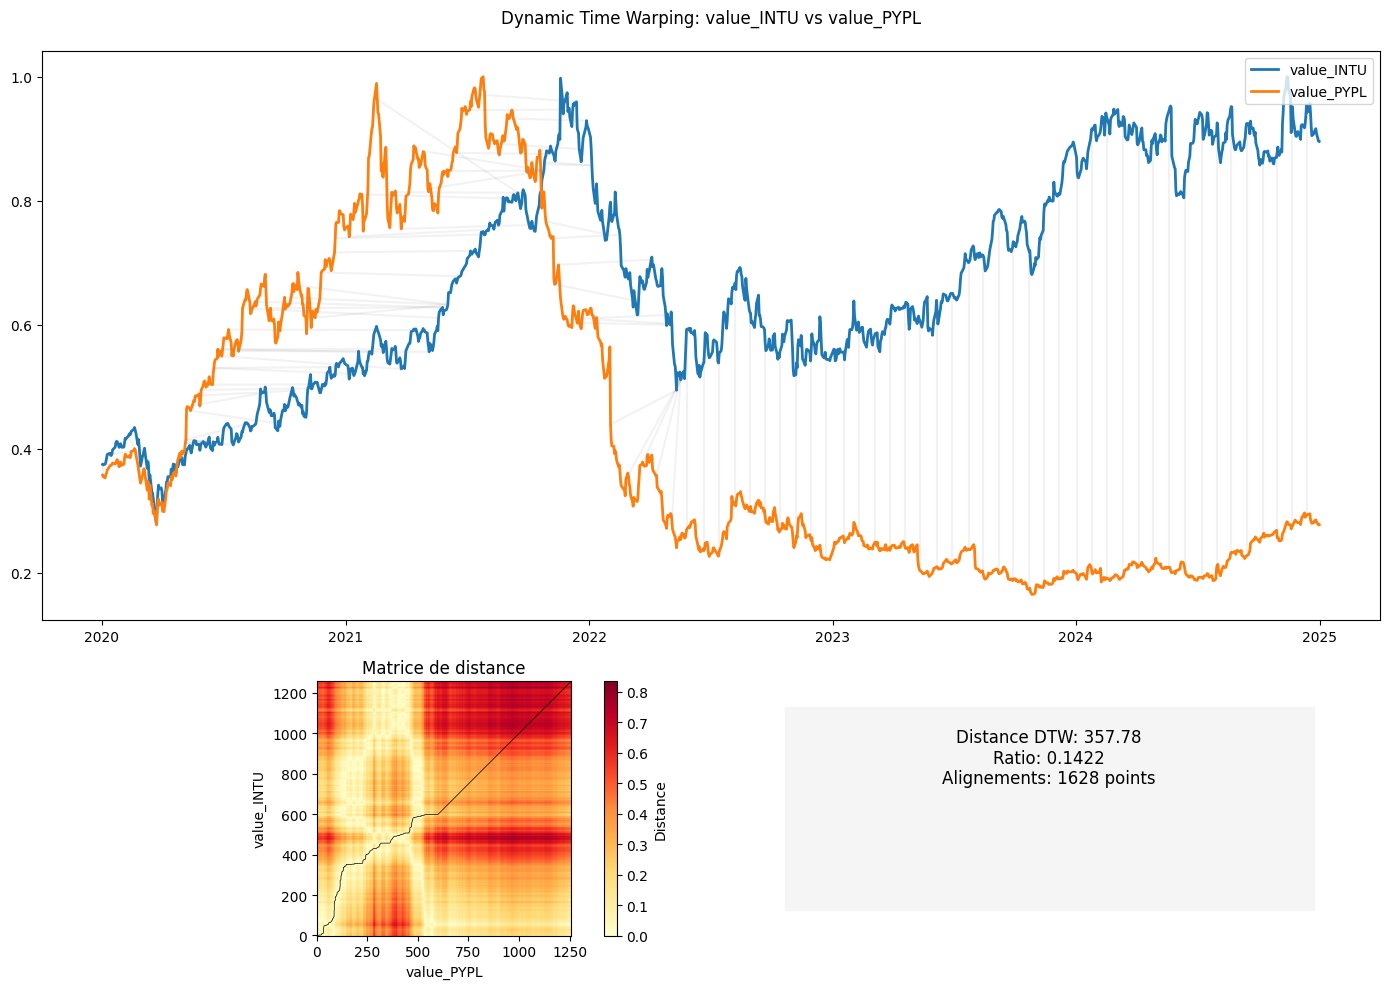 Dynamic Time Warping: value_INTU vs value_PYPL
value_INTU
value_PYPL
1.0
0.8
0.6
0.4
0.2
2020 2021 2022 2023 2024 2025
Matrice de distance
1200
1000
800
600
400
200
0
value_INTU
0 250 500 750 1000 1250
value_PYPL
0.8
0.7
0.6
0.5
0.4
0.3
0.2
0.1
0.0
Distance
Distance DTW: 357.78
Ratio: 0.1422
Alignements: 1628 points